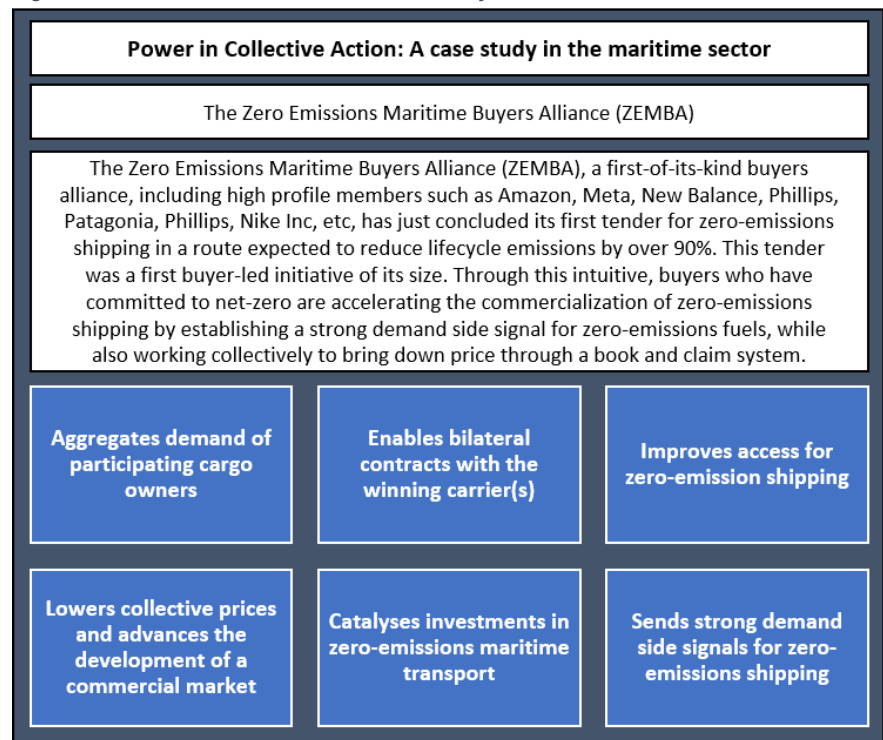 Power in Collective Action: A case study in the maritime sector
The Zero Emissions Maritime Buyers Alliance (ZEMBA)
The Zero Emissions Maritime Buyers Alliance (ZEMBA), a first-of-its-kind buyers
alliance, including high profile members such as Amazon, Meta, New Balance, Phillips,
Patagonia, Phillips, Nike Inc, etc, has just concluded its first tender for zero-emissions
shipping in a route expected to reduce lifecycle emissions by over 90%. This tender
was a first buyer-led initiative of its size. Through this intuitive, buyers who have
committed to net-zero are accelerating the commercialization of zero-emissions
shipping by establishing a strong demand side signal for zero-emissions fuels, while
also working collectively to bring down price through a book and claim system.
Aggregates demand of
participating cargo
owners
Enables bilateral
contracts with the
winning carrier(s)
Improves access for
zero-emission shipping
Lowers collective prices
and advances the
development of a
commercial market
Catalyses investments in
zero-emissions maritime
transport
Sends strong demand
side signals for zero-
emissions shipping